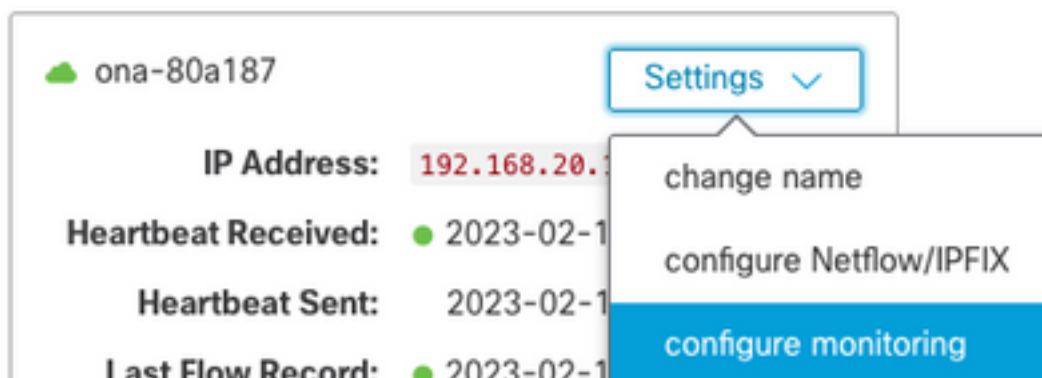 ona-80a187
Settings
IP Address: 192.168.20.
change name
Heartbeat Received: 2023-02-1
configure Netflow/IPFIX
Heartbeat Sent: 2023-02-1
configure monitoring
Last Flow Record: 2023-02-1